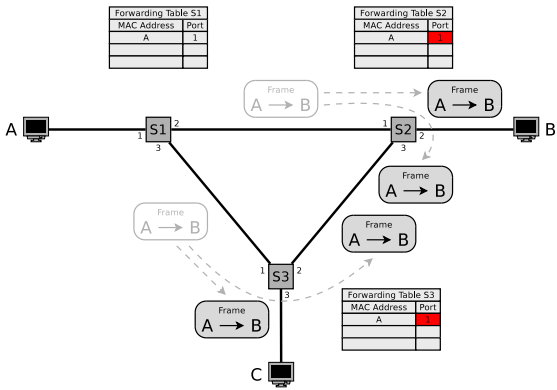 Forwarding Table S1
MAC Address Port
A 1
Forwarding Table S2
MAC Address Port
A 1
Frame
A B
Frame
A B
A
1 S1 2
3
1 S2 2
3
B
Frame
A B
Frame
A B
Frame
A B
1 S3 2
3
Frame
A B
Forwarding Table S3
MAC Address Port
A 1
C